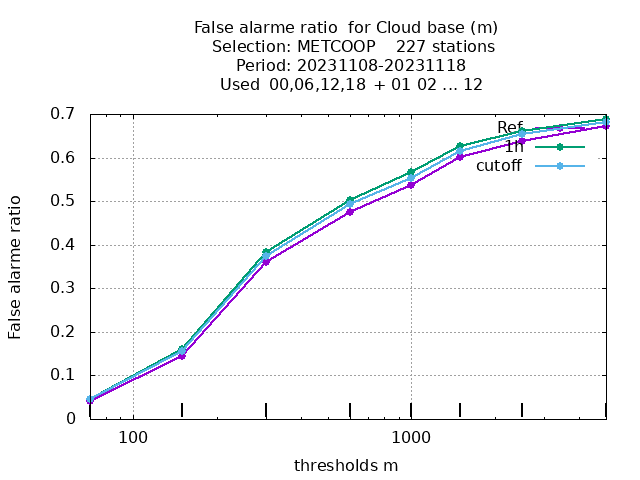 False alarme ratio  for Cloud base (m)
Selection: METCOOP    227 stations
Period: 20231108-20231118
Used  00,06,12,18  + 01 02 ... 12
0.7
0.6
0.5
0.4
0.3
0.2
0.1
0
False alarme ratio
Ref
1h
cutoff
100
1000
thresholds m